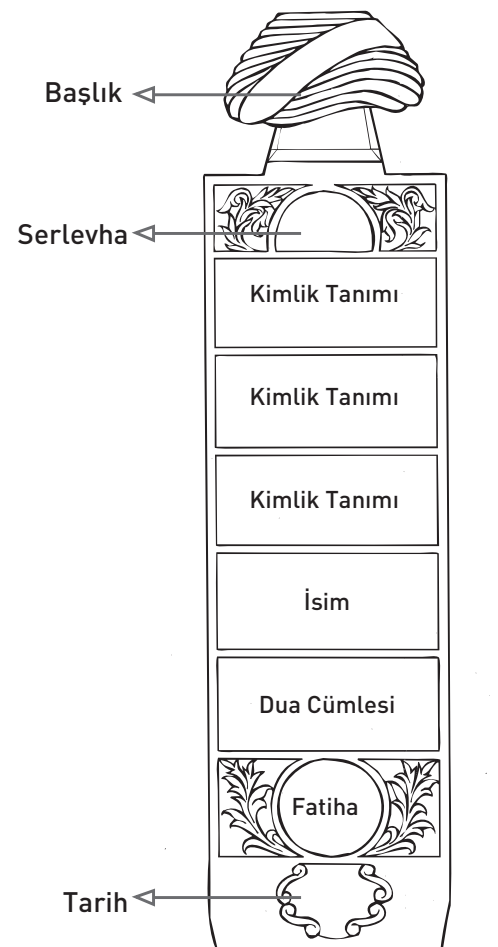 Başlık
Serlevha
Kimlik Tanımı
Kimlik Tanımı
Kimlik Tanımı
İsim
Dua Cümlesi
Fatiha
Tarih